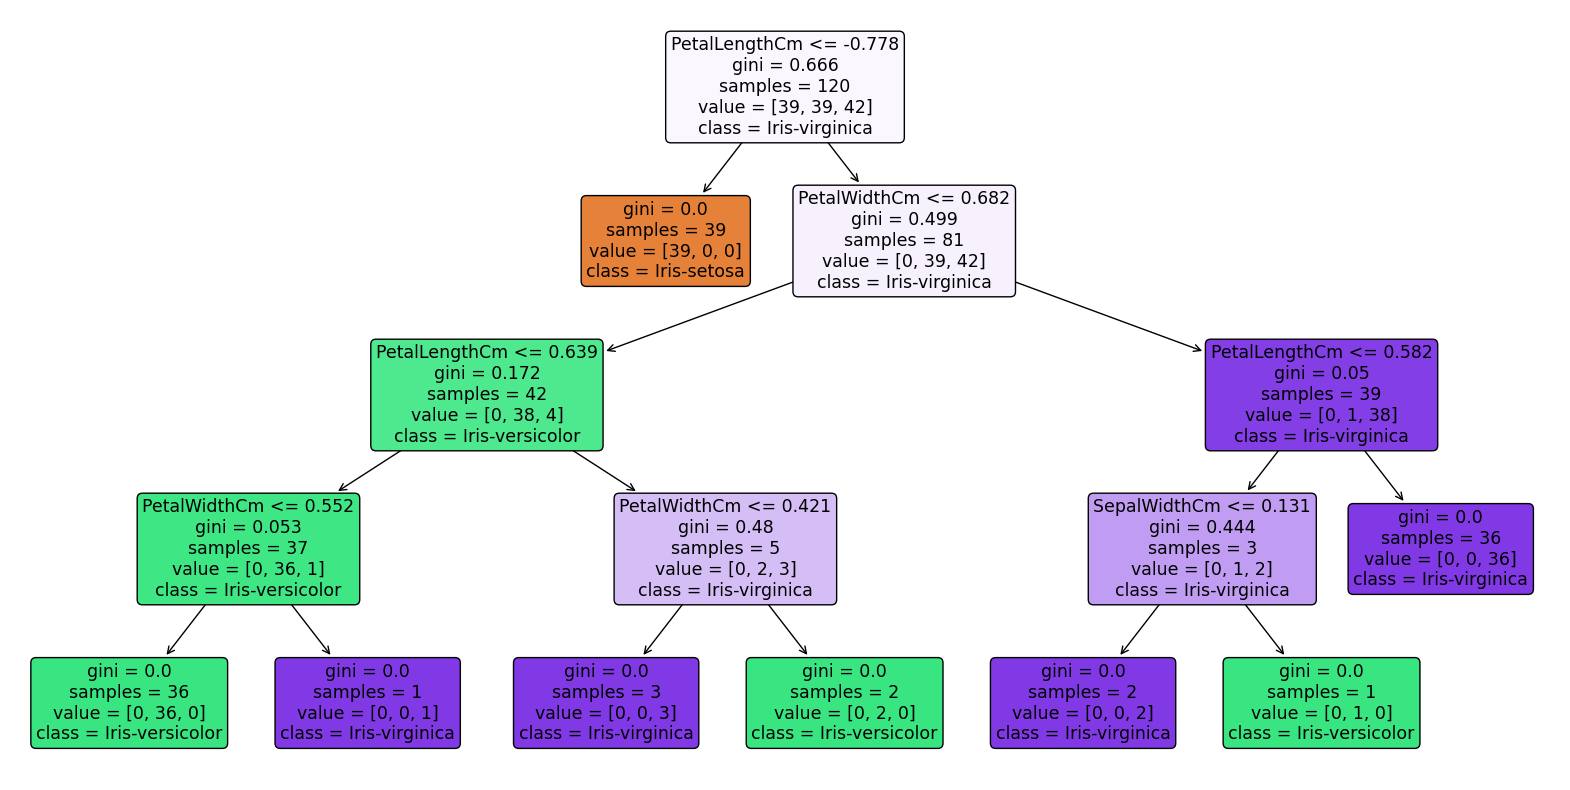 PetalLengthCm <= -0.778
gini = 0.666
samples = 120
value = [39, 39, 42]
class = Iris-virginica
gini = 0.0
samples = 39
value = [39, 0, 0]
class = Iris-setosa
PetalWidthCm <= 0.682
gini = 0.499
samples = 81
value = [0, 39, 42]
class = Iris-virginica
PetalLengthCm <= 0.639
gini = 0.172
samples = 42
value = [0, 38, 4]
class = Iris-versicolor
PetalLengthCm <= 0.582
gini = 0.05
samples = 39
value = [0, 1, 38]
class = Iris-virginica
PetalWidthCm <= 0.552
gini = 0.053
samples = 37
value = [0, 36, 1]
class = Iris-versicolor
PetalWidthCm <= 0.421
gini = 0.48
samples = 5
value = [0, 2, 3]
class = Iris-virginica
SepalWidthCm <= 0.131
gini = 0.444
samples = 3
value = [0, 1, 2]
class = Iris-virginica
gini = 0.0
samples = 36
value = [0, 0, 36]
class = Iris-virginica
gini = 0.0
samples = 36
value = [0, 36, 0]
class = Iris-versicolor
gini = 0.0
samples = 1
value = [0, 0, 1]
class = Iris-virginica
gini = 0.0
samples = 3
value = [0, 0, 3]
class = Iris-virginica
gini = 0.0
samples = 2
value = [0, 2, 0]
class = Iris-versicolor
gini = 0.0
samples = 2
value = [0, 0, 2]
class = Iris-virginica
gini = 0.0
samples = 1
value = [0, 1, 0]
class = Iris-versicolor